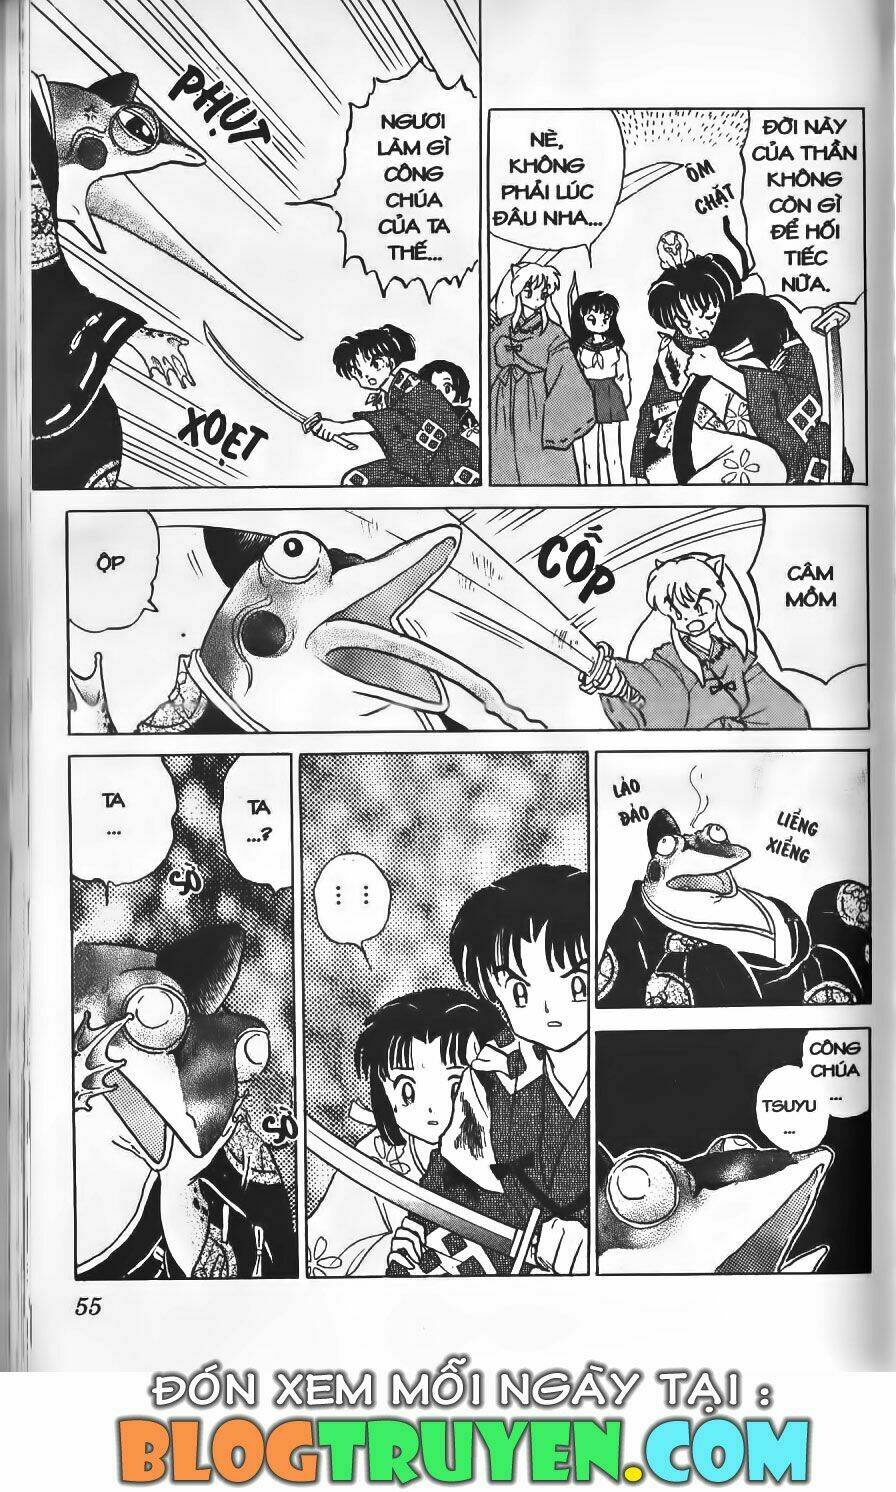 ĐỜI NÀY
CỦA THẦN
KHÔNG
CÒN GÌ
ĐỂ HỐI
TIẾC
NỮA.
ÔM
CHẶT
NÈ,
KHÔNG
PHẢI LÚC
ĐÂU NHA...
NGƯƠI
LÀM GÌ
CÔNG
CHÚA
CỦA TA
THẾ...
PHỤT
XOẸT
CÂM
MỒM
CỐP
ỘP
LẢO
ĐẢO
LIỂNG
XIỂNG
CÔNG
CHÚA
...
TSUYU
...
... ...
TA
...?
TA
...
SỜ
SỜ
55
ĐÓN XEM MỖI NGÀY TẠI :
BLOGTRUYEN.COM